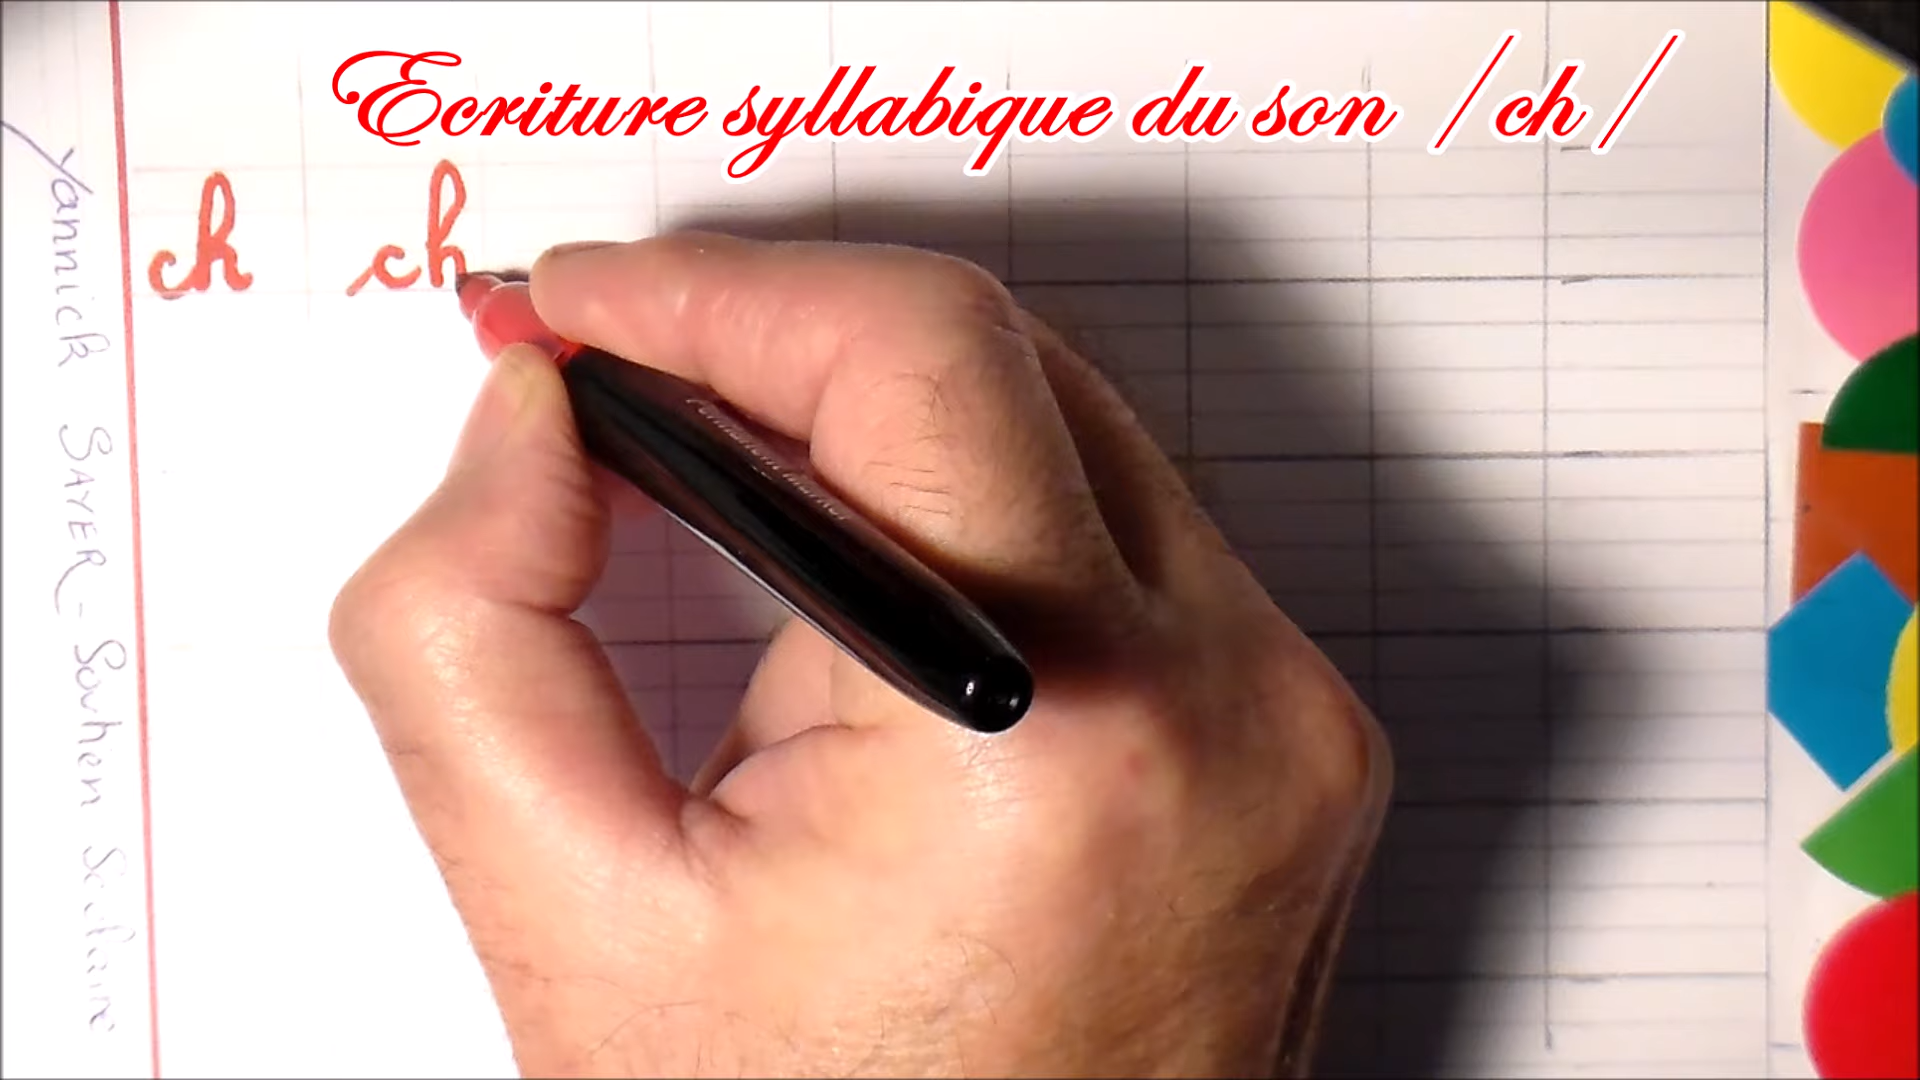 Ecriture syllabique du son /ch/
ch ch
Yannick SAYER - Soutien Scolaire